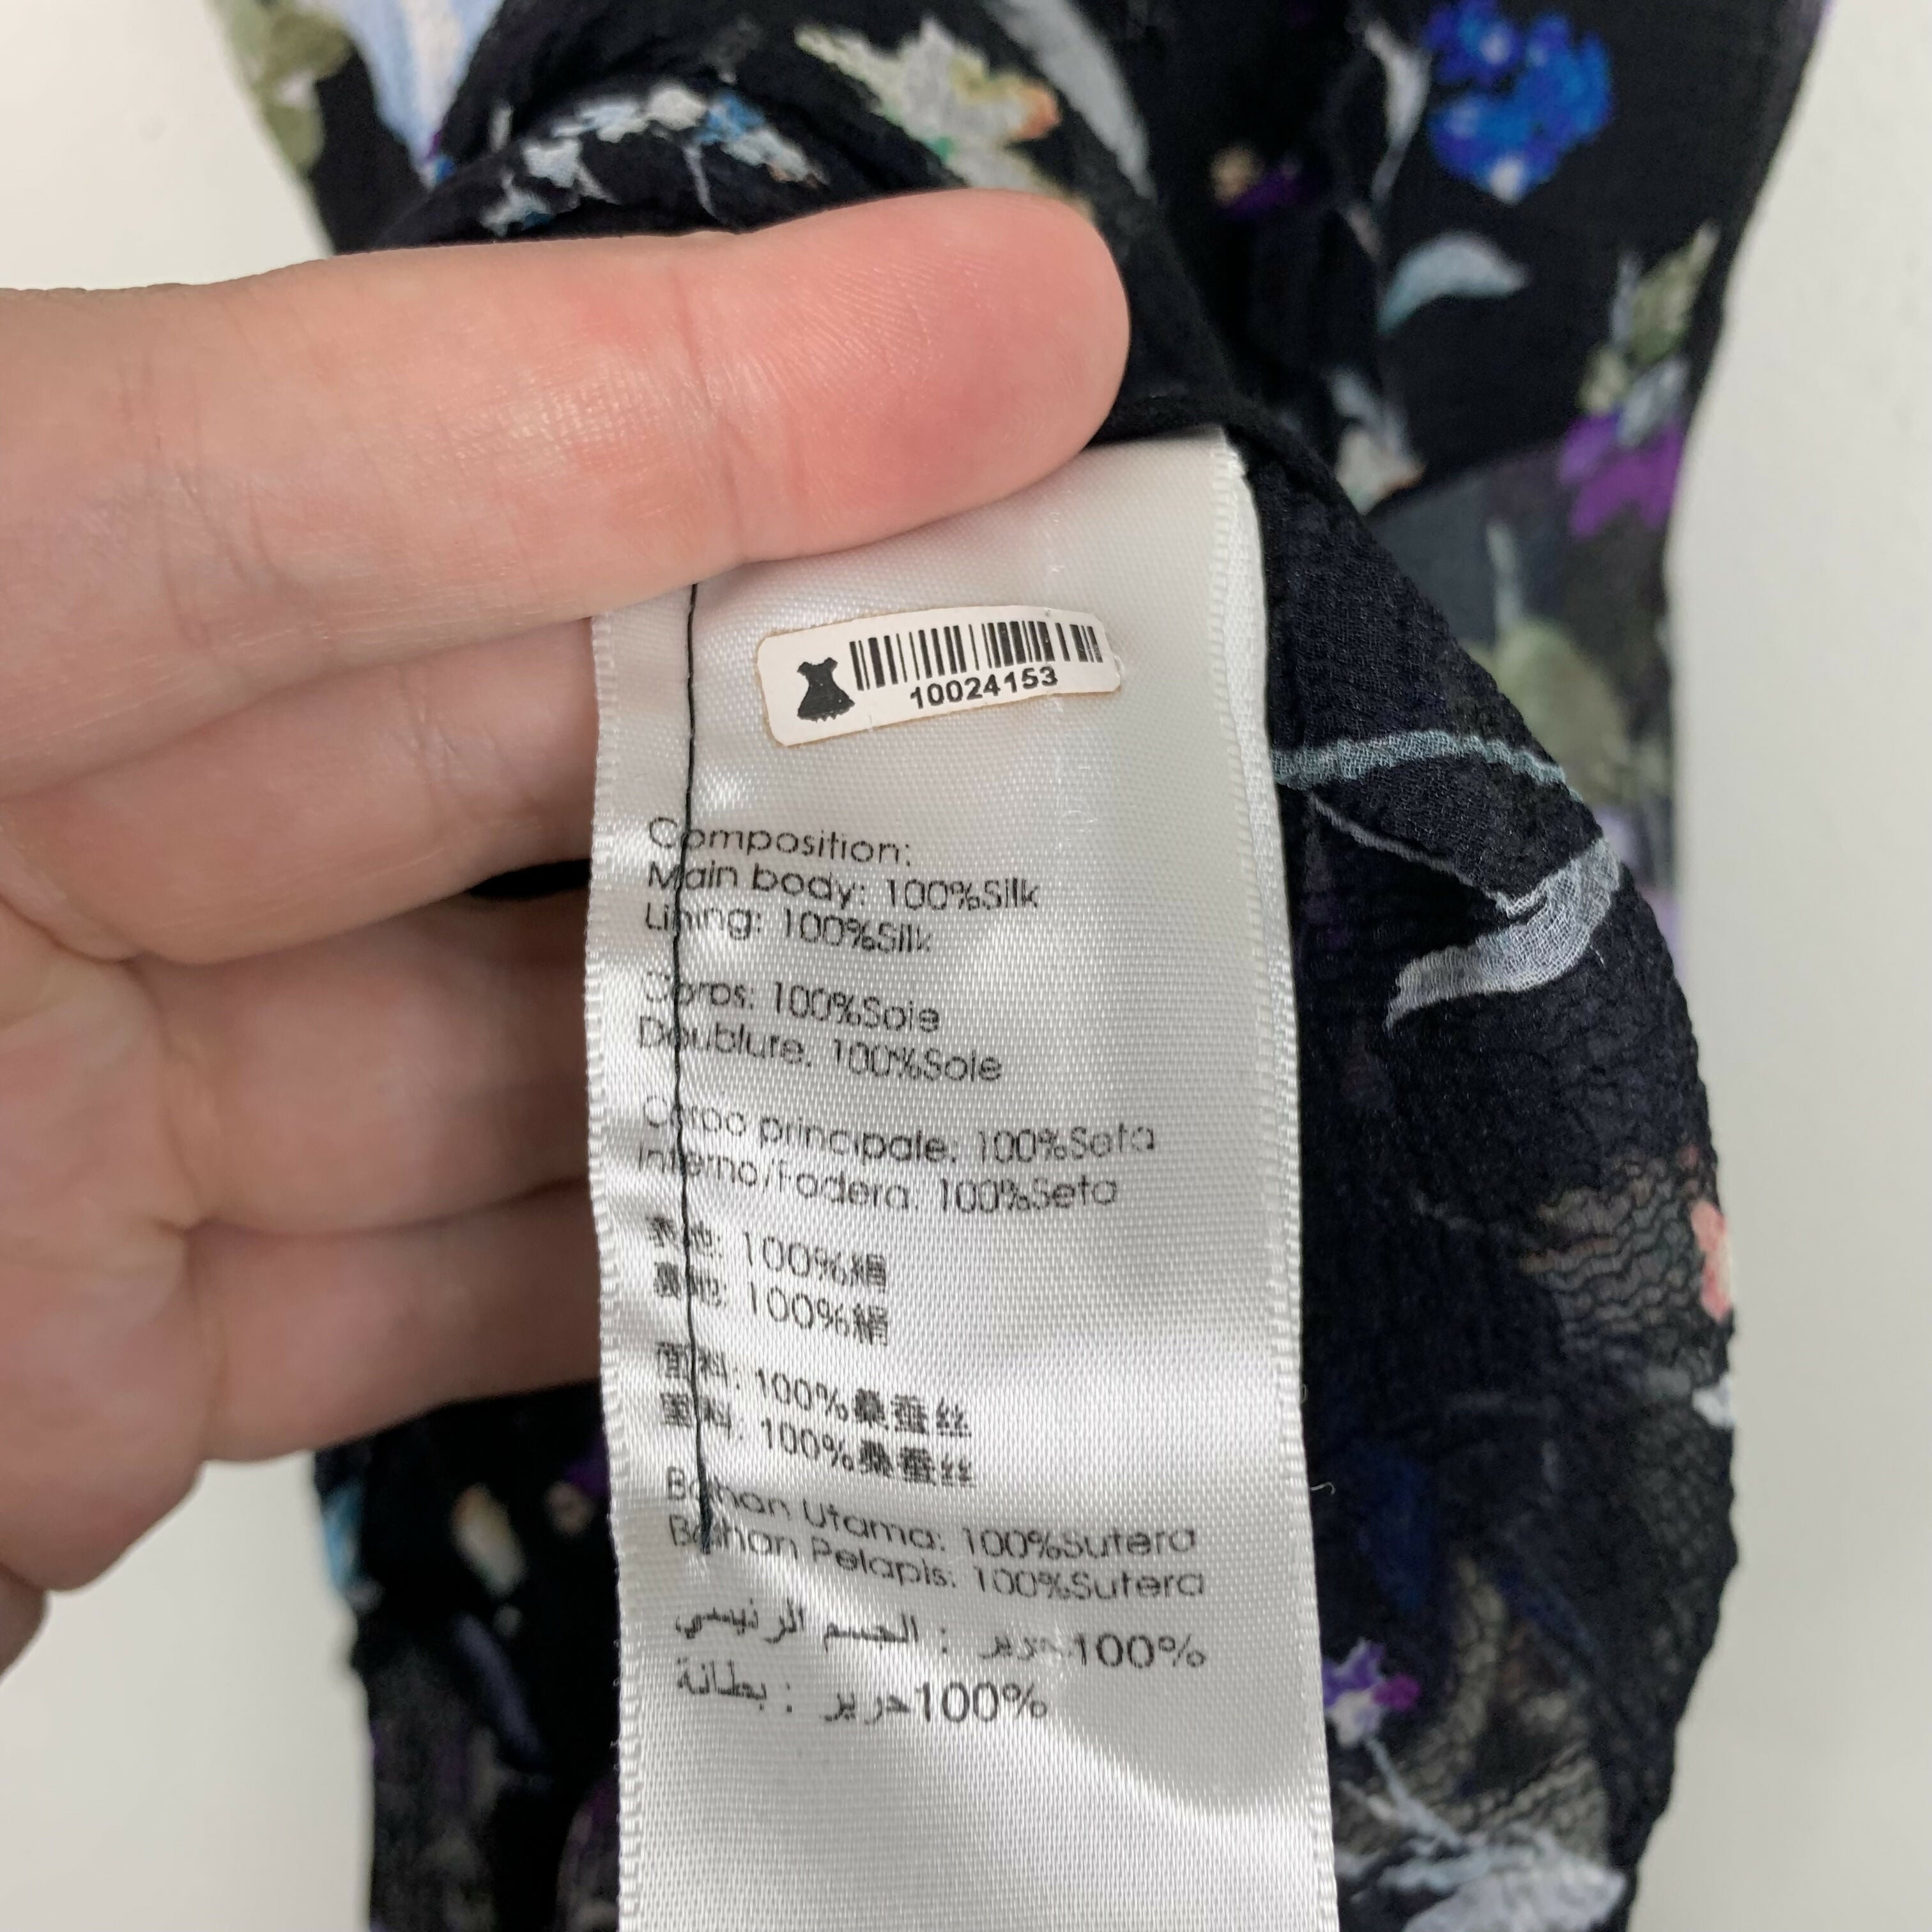 10024153
Composition:
Main body: 100%Silk
Lining: 100%Silk
Corps: 100%Soie
Doublure: 100%Soie
Corpo principale: 100%Seta
Interno/Fodera: 100%Seta
表地: 100%絹
裏地: 100%絹
面料: 100%桑蚕丝
里料: 100%桑蚕丝
Bahan Utama: 100%Sutera
Bahan Pelapis: 100%Sutera
الجسم الرئيسي : حرير100%
بطانة : حرير100%